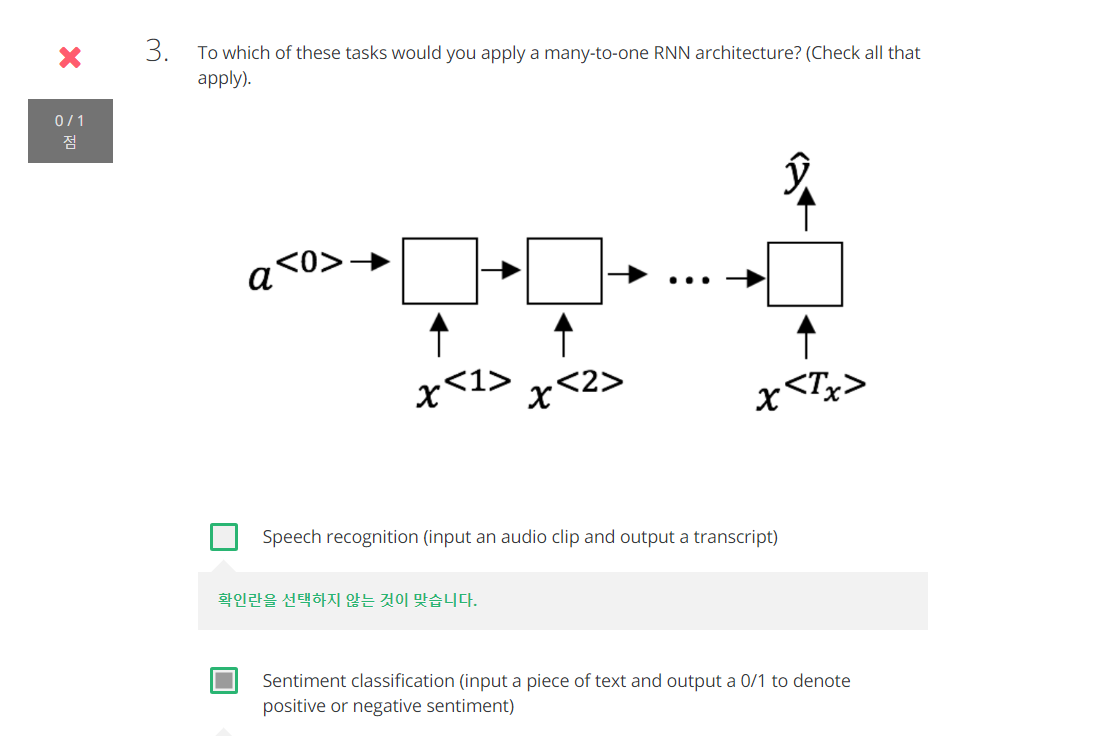 3.
To which of these tasks would you apply a many-to-one RNN architecture? (Check all that
apply).
0 / 1
점
ŷ
a<0>
x<1> x<2> x<Tx>
...
Speech recognition (input an audio clip and output a transcript)
확인란을 선택하지 않는 것이 맞습니다.
Sentiment classification (input a piece of text and output a 0/1 to denote
positive or negative sentiment)